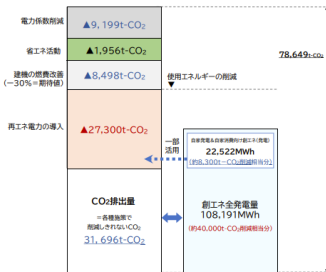 電力係数削減
▲9,199t-CO₂
省エネ活動
▲1,956t-CO₂
78,649t-CO₂
建機の燃費改善
(－30%=期待値)
▲8,498t-CO₂
使用エネルギーの削減
▼
再エネ電力の導入
▲27,300t-CO₂
一部
活用
自家発電&自家消費向け創エネ(発電)
22,522MWh
(約8,300t－CO₂削減相当分)
CO₂排出量
=各種施策で
削減しきれないCO₂
31,696t-CO₂
創エネ全発電量
108,191MWh
(約40,000t-CO₂削減相当分)